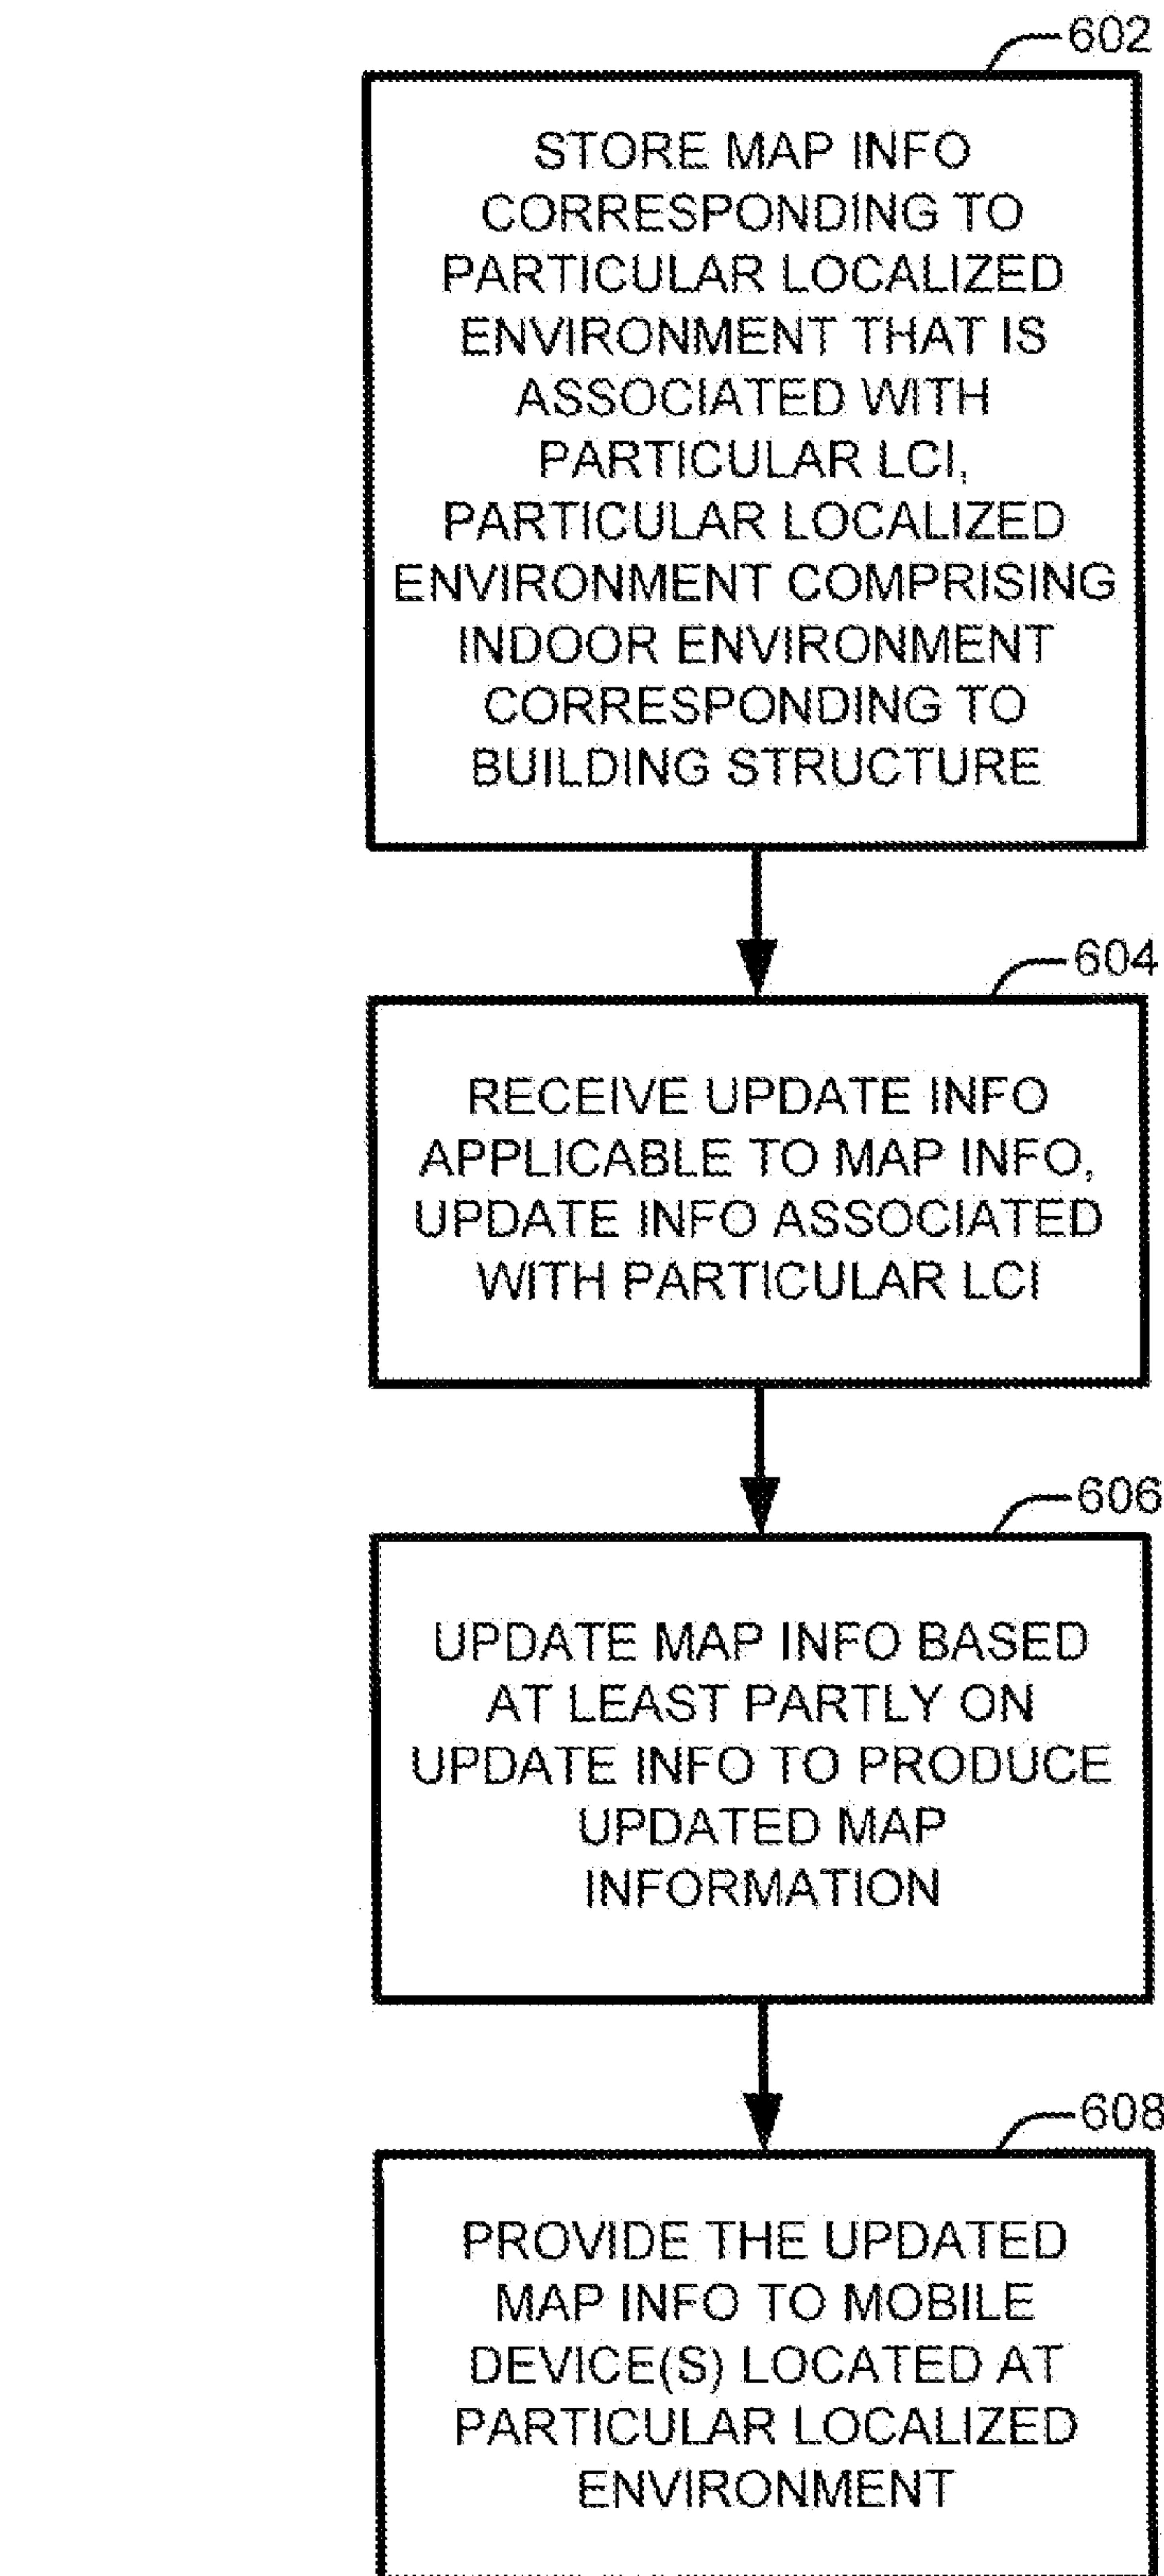 602
STORE MAP INFO
CORRESPONDING TO
PARTICULAR LOCALIZED
ENVIRONMENT THAT IS
ASSOCIATED WITH
PARTICULAR LCI,
PARTICULAR LOCALIZED
ENVIRONMENT COMPRISING
INDOOR ENVIRONMENT
CORRESPONDING TO
BUILDING STRUCTURE
604
RECEIVE UPDATE INFO
APPLICABLE TO MAP INFO,
UPDATE INFO ASSOCIATED
WITH PARTICULAR LCI
606
UPDATE MAP INFO BASED
AT LEAST PARTLY ON
UPDATE INFO TO PRODUCE
UPDATED MAP
INFORMATION
608
PROVIDE THE UPDATED
MAP INFO TO MOBILE
DEVICE(S) LOCATED AT
PARTICULAR LOCALIZED
ENVIRONMENT